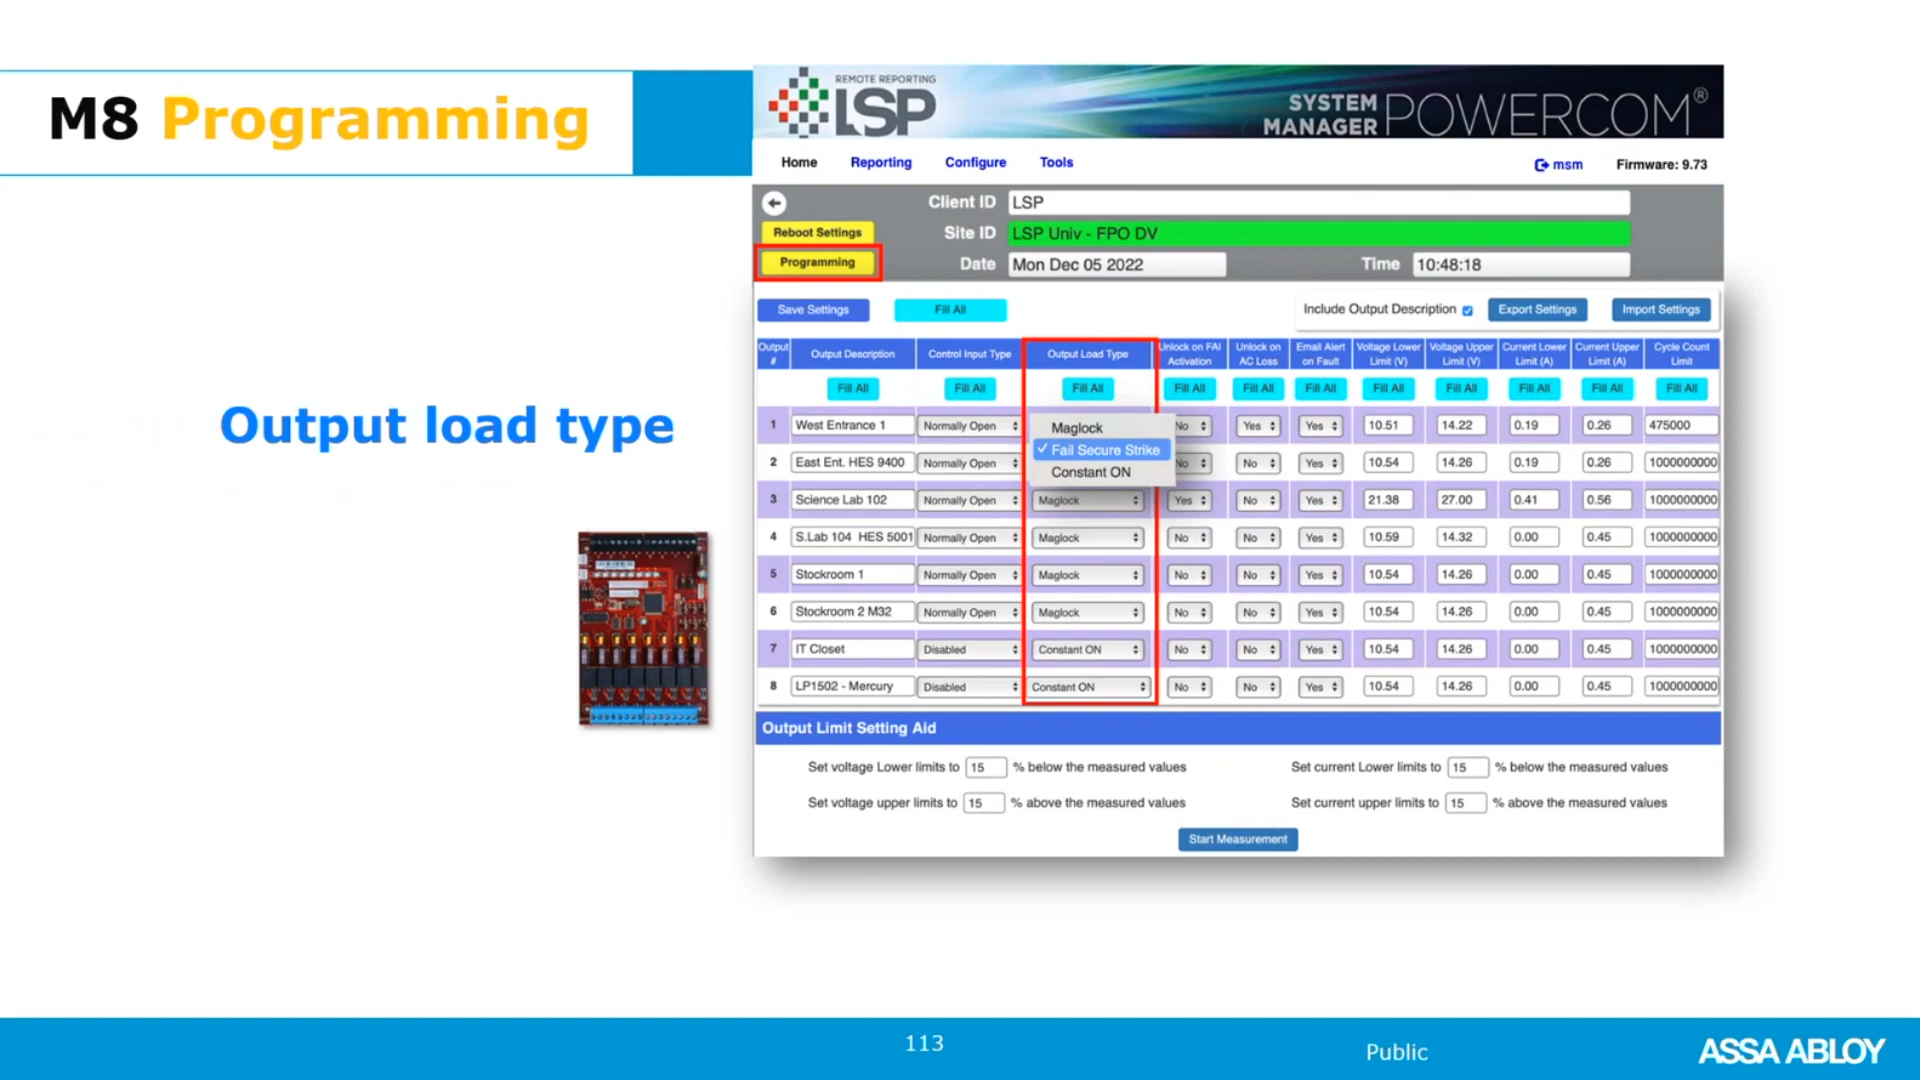 M8 Programming
REMOTE REPORTING
LSP
SYSTEM MANAGER POWERCOM®
Home Reporting Configure Tools msm Firmware: 9.73
Client ID LSP
Reboot Settings Site ID LSP Univ - FPO DV
Programming Date Mon Dec 05 2022 Time 10:48:18
Save Settings Fill All Include Output Description Export Settings Import Settings
Output # Output Description Control Input Type Output Load Type Unlock on FAI Activation Unlock on AC Loss Email Alert on Fault Voltage Lower Limit (V) Voltage Upper Limit (V) Current Lower Limit (A) Current Upper Limit (A) Cycle Count Limit
Fill All Fill All Fill All Fill All Fill All Fill All Fill All Fill All Fill All Fill All Fill All
1 West Entrance 1 Normally Open Maglock No Yes Yes 10.51 14.22 0.19 0.26 475000
✓ Fail Secure Strike
2 East Ent. HES 9400 Normally Open No No Yes 10.54 14.26 0.19 0.26 1000000000
Constant ON
3 Science Lab 102 Normally Open Maglock Yes No Yes 21.38 27.00 0.41 0.56 1000000000
4 S.Lab 104 HES 5001 Normally Open Maglock No No Yes 10.59 14.32 0.00 0.45 1000000000
5 Stockroom 1 Normally Open Maglock No No Yes 10.54 14.26 0.00 0.45 1000000000
6 Stockroom 2 M32 Normally Open Maglock No No Yes 10.54 14.26 0.00 0.45 1000000000
7 IT Closet Disabled Constant ON No No Yes 10.54 14.26 0.00 0.45 1000000000
8 LP1502 - Mercury Disabled Constant ON No No Yes 10.54 14.26 0.00 0.45 1000000000
Output Limit Setting Aid
Set voltage Lower limits to 15 % below the measured values Set current Lower limits to 15 % below the measured values
Set voltage upper limits to 15 % above the measured values Set current upper limits to 15 % above the measured values
Start Measurement
Output load type
113
Public
ASSA ABLOY